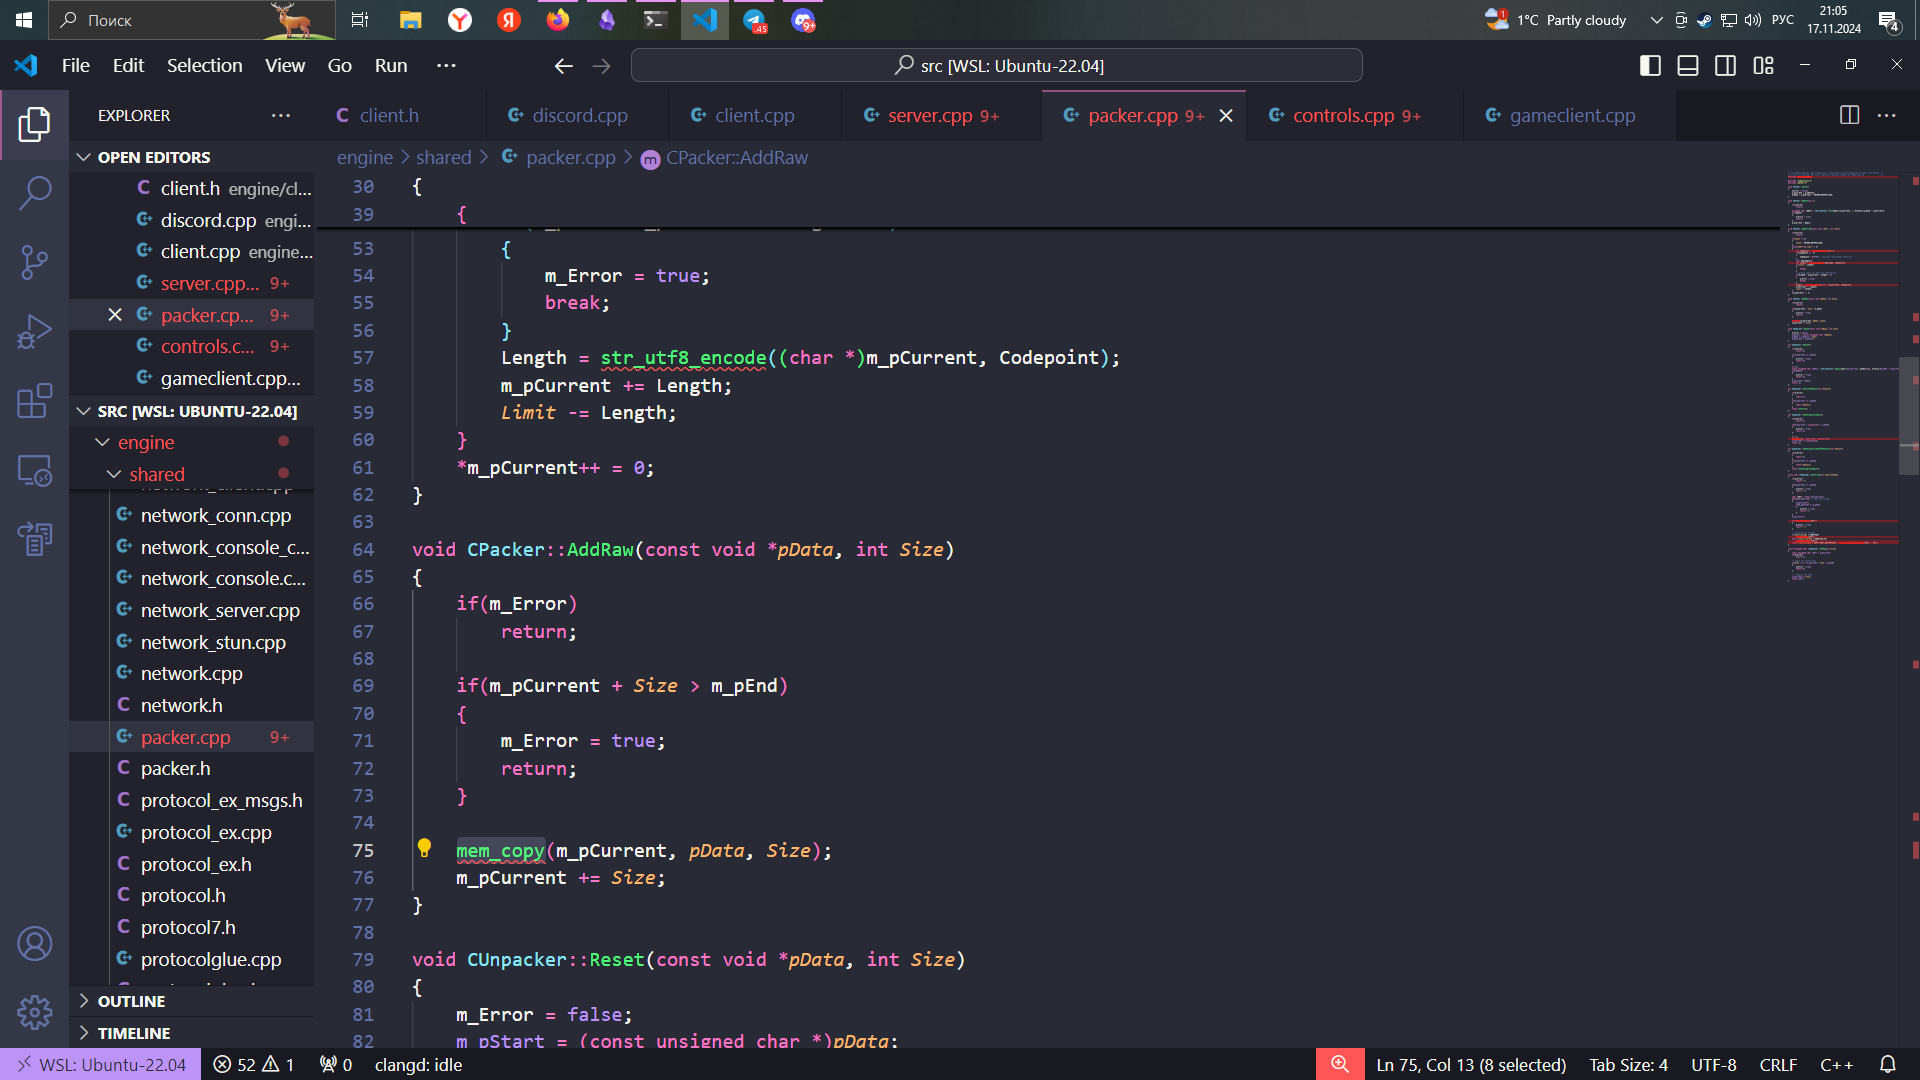 Поиск
.45
9+
1
1°C Partly cloudy
РУС
21:05
17.11.2024
4
File Edit Selection View Go Run ···
src [WSL: Ubuntu-22.04]
EXPLORER ···
C client.h
discord.cpp
client.cpp
server.cpp 9+
packer.cpp 9+
controls.cpp 9+
gameclient.cpp
OPEN EDITORS
C client.h engine/cl...
discord.cpp engi...
client.cpp engine...
server.cpp... 9+
packer.cp... 9+
controls.c... 9+
gameclient.cpp...
SRC [WSL: UBUNTU-22.04]
engine
shared
network_conn.cpp
network_console_c...
network_console.c...
network_server.cpp
network_stun.cpp
network.cpp
C network.h
packer.cpp 9+
C packer.h
C protocol_ex_msgs.h
protocol_ex.cpp
C protocol_ex.h
C protocol.h
C protocol7.h
protocolglue.cpp
OUTLINE
TIMELINE
engine > shared > packer.cpp > m CPacker::AddRaw
30 {
39 {
53 {
54 m_Error = true;
55 break;
56 }
57 Length = str_utf8_encode((char *)m_pCurrent, Codepoint);
58 m_pCurrent += Length;
59 Limit -= Length;
60 }
61 *m_pCurrent++ = 0;
62 }
63
64 void CPacker::AddRaw(const void *pData, int Size)
65 {
66 if(m_Error)
67 return;
68
69 if(m_pCurrent + Size > m_pEnd)
70 {
71 m_Error = true;
72 return;
73 }
74
75 mem_copy(m_pCurrent, pData, Size);
76 m_pCurrent += Size;
77 }
78
79 void CUnpacker::Reset(const void *pData, int Size)
80 {
81 m_Error = false;
82 m_pStart = (const unsigned char *)pData;
WSL: Ubuntu-22.04
52 1
0
clangd: idle
Ln 75, Col 13 (8 selected)
Tab Size: 4
UTF-8
CRLF
C++